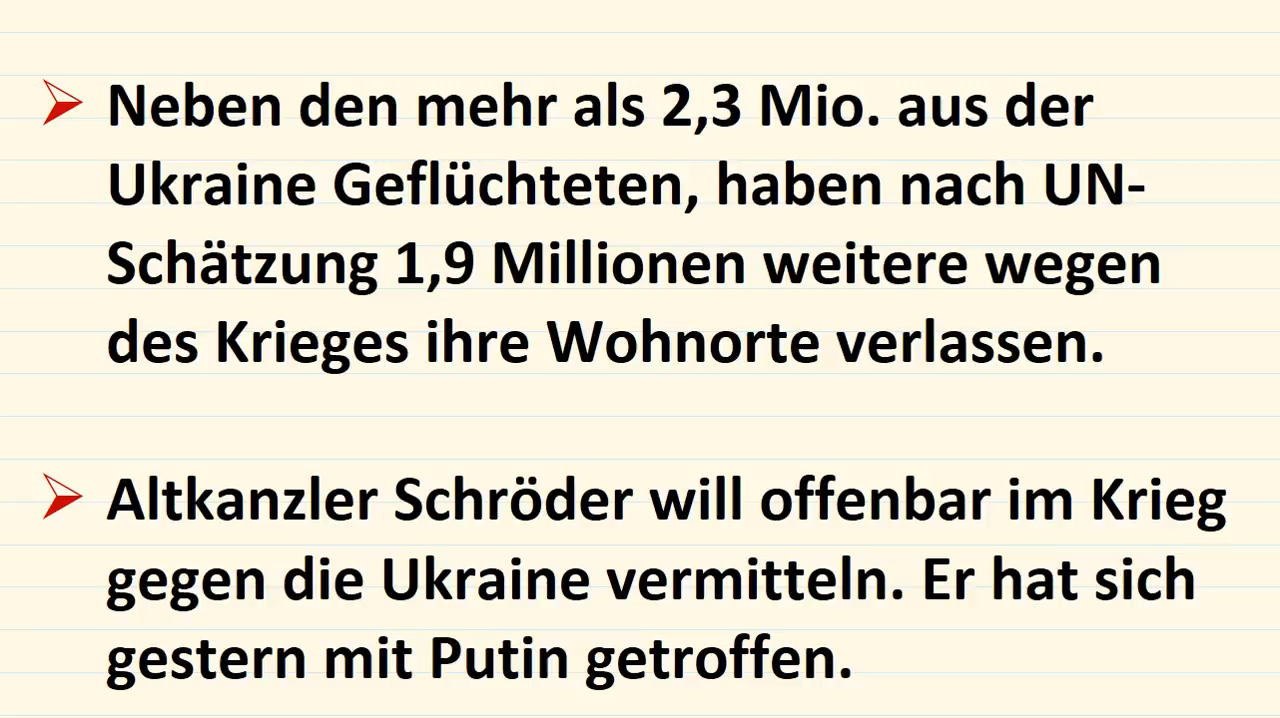 Neben den mehr als 2,3 Mio. aus der
Ukraine Geflüchteten, haben nach UN-
Schätzung 1,9 Millionen weitere wegen
des Krieges ihre Wohnorte verlassen.
Altkanzler Schröder will offenbar im Krieg
gegen die Ukraine vermitteln. Er hat sich
gestern mit Putin getroffen.